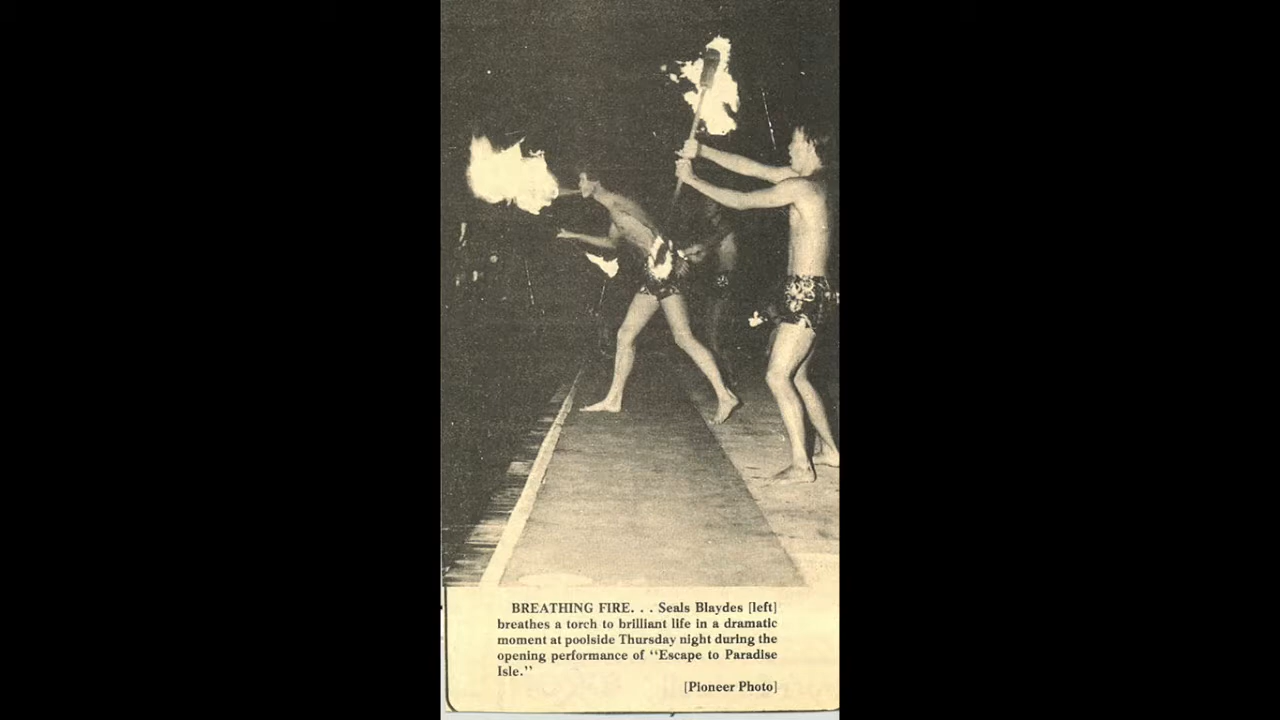 BREATHING FIRE. . . Seals Blaydes [left]
breathes a torch to brilliant life in a dramatic
moment at poolside Thursday night during the
opening performance of “Escape to Paradise
Isle.”
[Pioneer Photo]